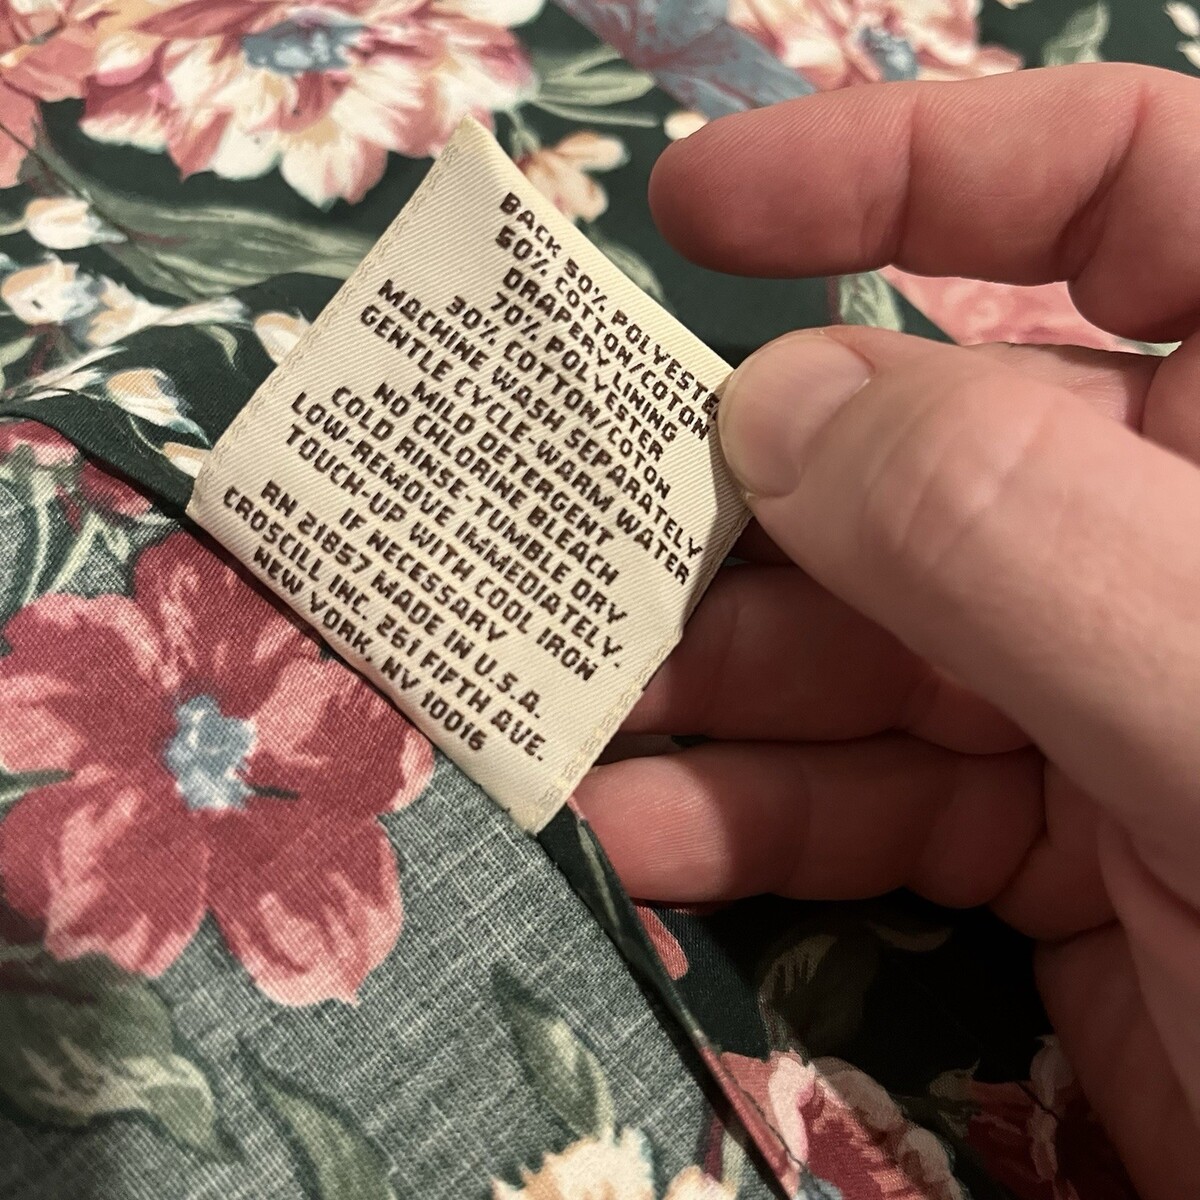 BACK 50% POLYESTE
50% COTTON/COTON
DRAPERY LINING
70% POLYESTER
30% COTTON/COTON
MACHINE WASH SEPARATELY
GENTLE CYCLE-WARM WATER
MILD DETERGENT
NO CHLORINE BLEACH
COLD RINSE-TUMBLE DRY
LOW-REMOVE IMMEDIATELY.
TOUCH-UP WITH COOL IRON
IF NECESSARY
RN 21857 MADE IN U.S.A.
CROSCILL INC. 261 FIFTH AVE.
NEW YORK, NY 10016